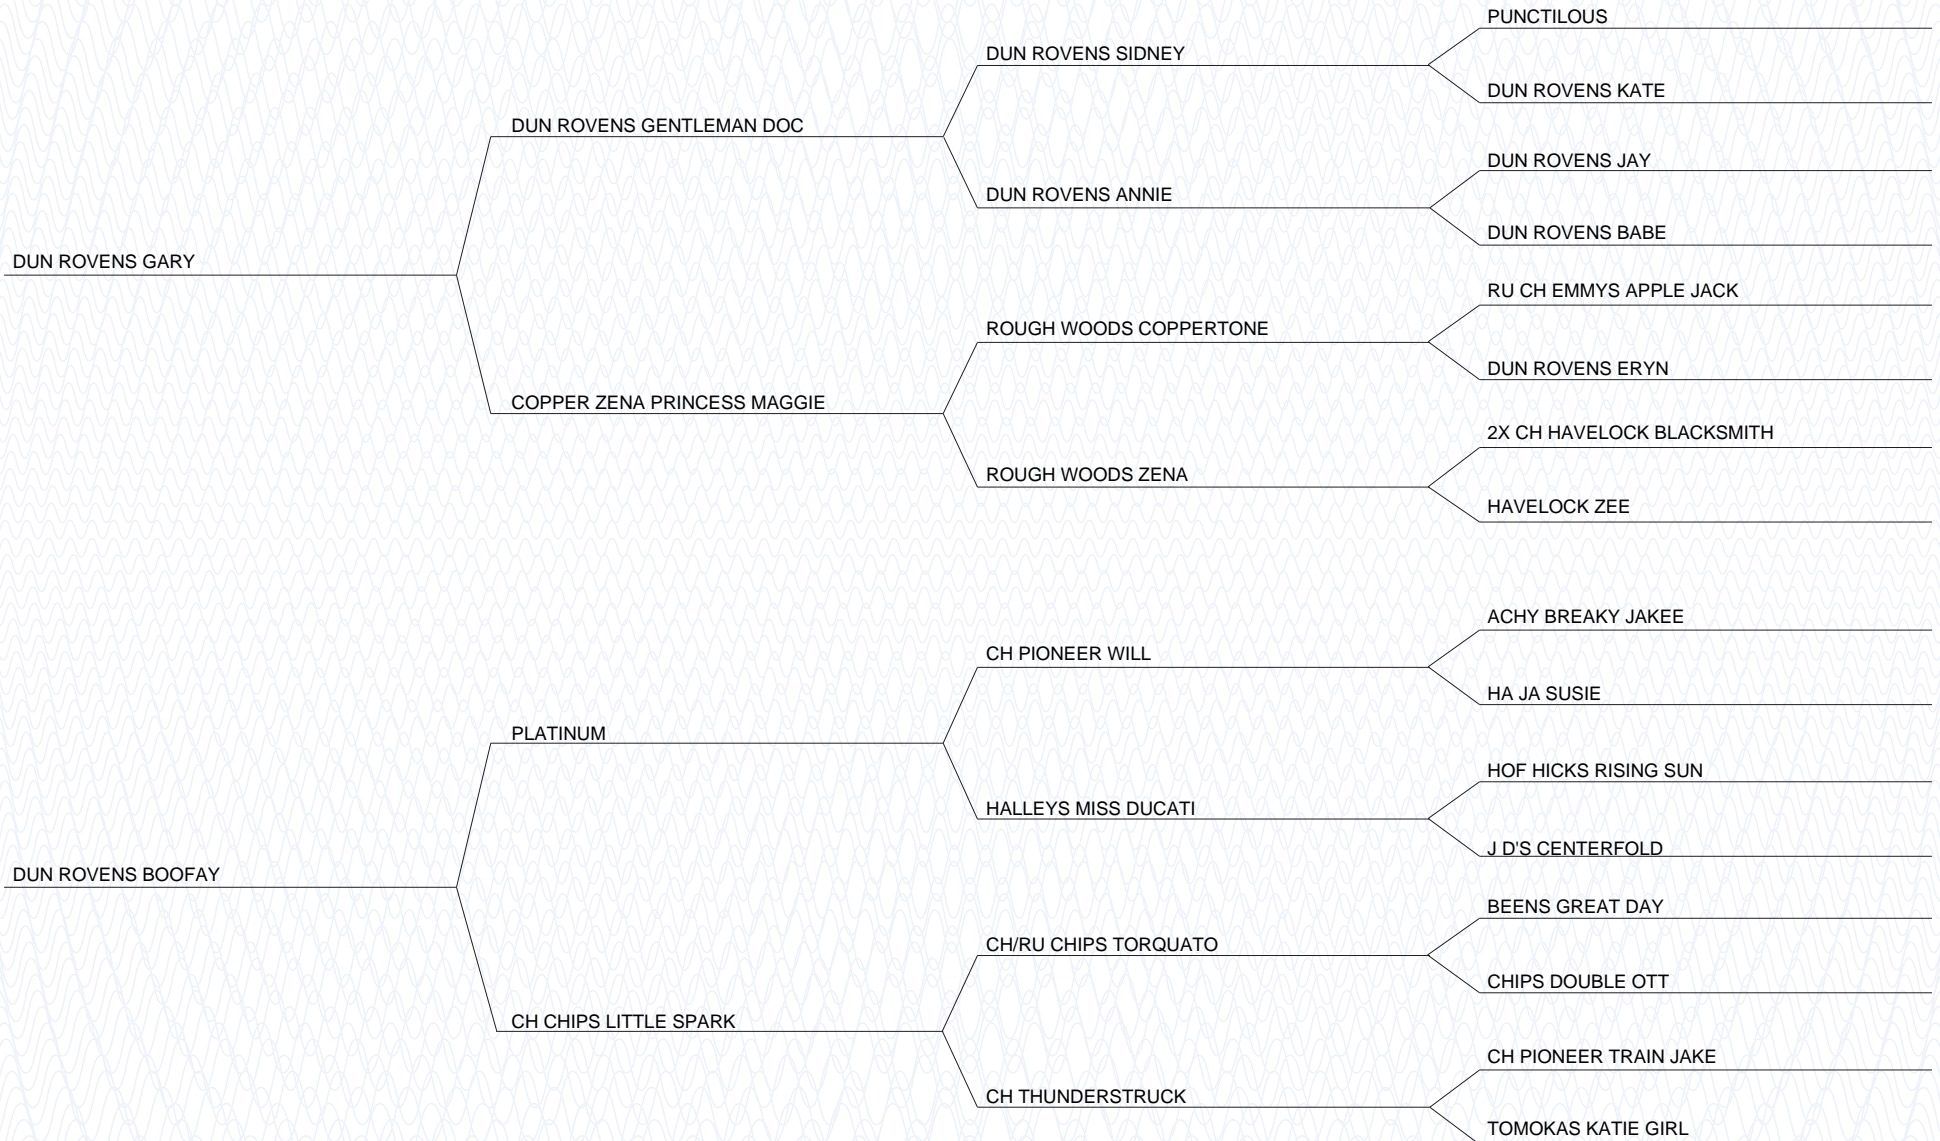 PUNCTILOUS
DUN ROVENS SIDNEY
DUN ROVENS KATE
DUN ROVENS GENTLEMAN DOC
DUN ROVENS JAY
DUN ROVENS ANNIE
DUN ROVENS BABE
DUN ROVENS GARY
RU CH EMMYS APPLE JACK
ROUGH WOODS COPPERTONE
DUN ROVENS ERYN
COPPER ZENA PRINCESS MAGGIE
2X CH HAVELOCK BLACKSMITH
ROUGH WOODS ZENA
HAVELOCK ZEE
ACHY BREAKY JAKEE
CH PIONEER WILL
HA JA SUSIE
PLATINUM
HOF HICKS RISING SUN
HALLEYS MISS DUCATI
J D'S CENTERFOLD
DUN ROVENS BOOFAY
BEENS GREAT DAY
CH/RU CHIPS TORQUATO
CHIPS DOUBLE OTT
CH CHIPS LITTLE SPARK
CH PIONEER TRAIN JAKE
CH THUNDERSTRUCK
TOMOKAS KATIE GIRL